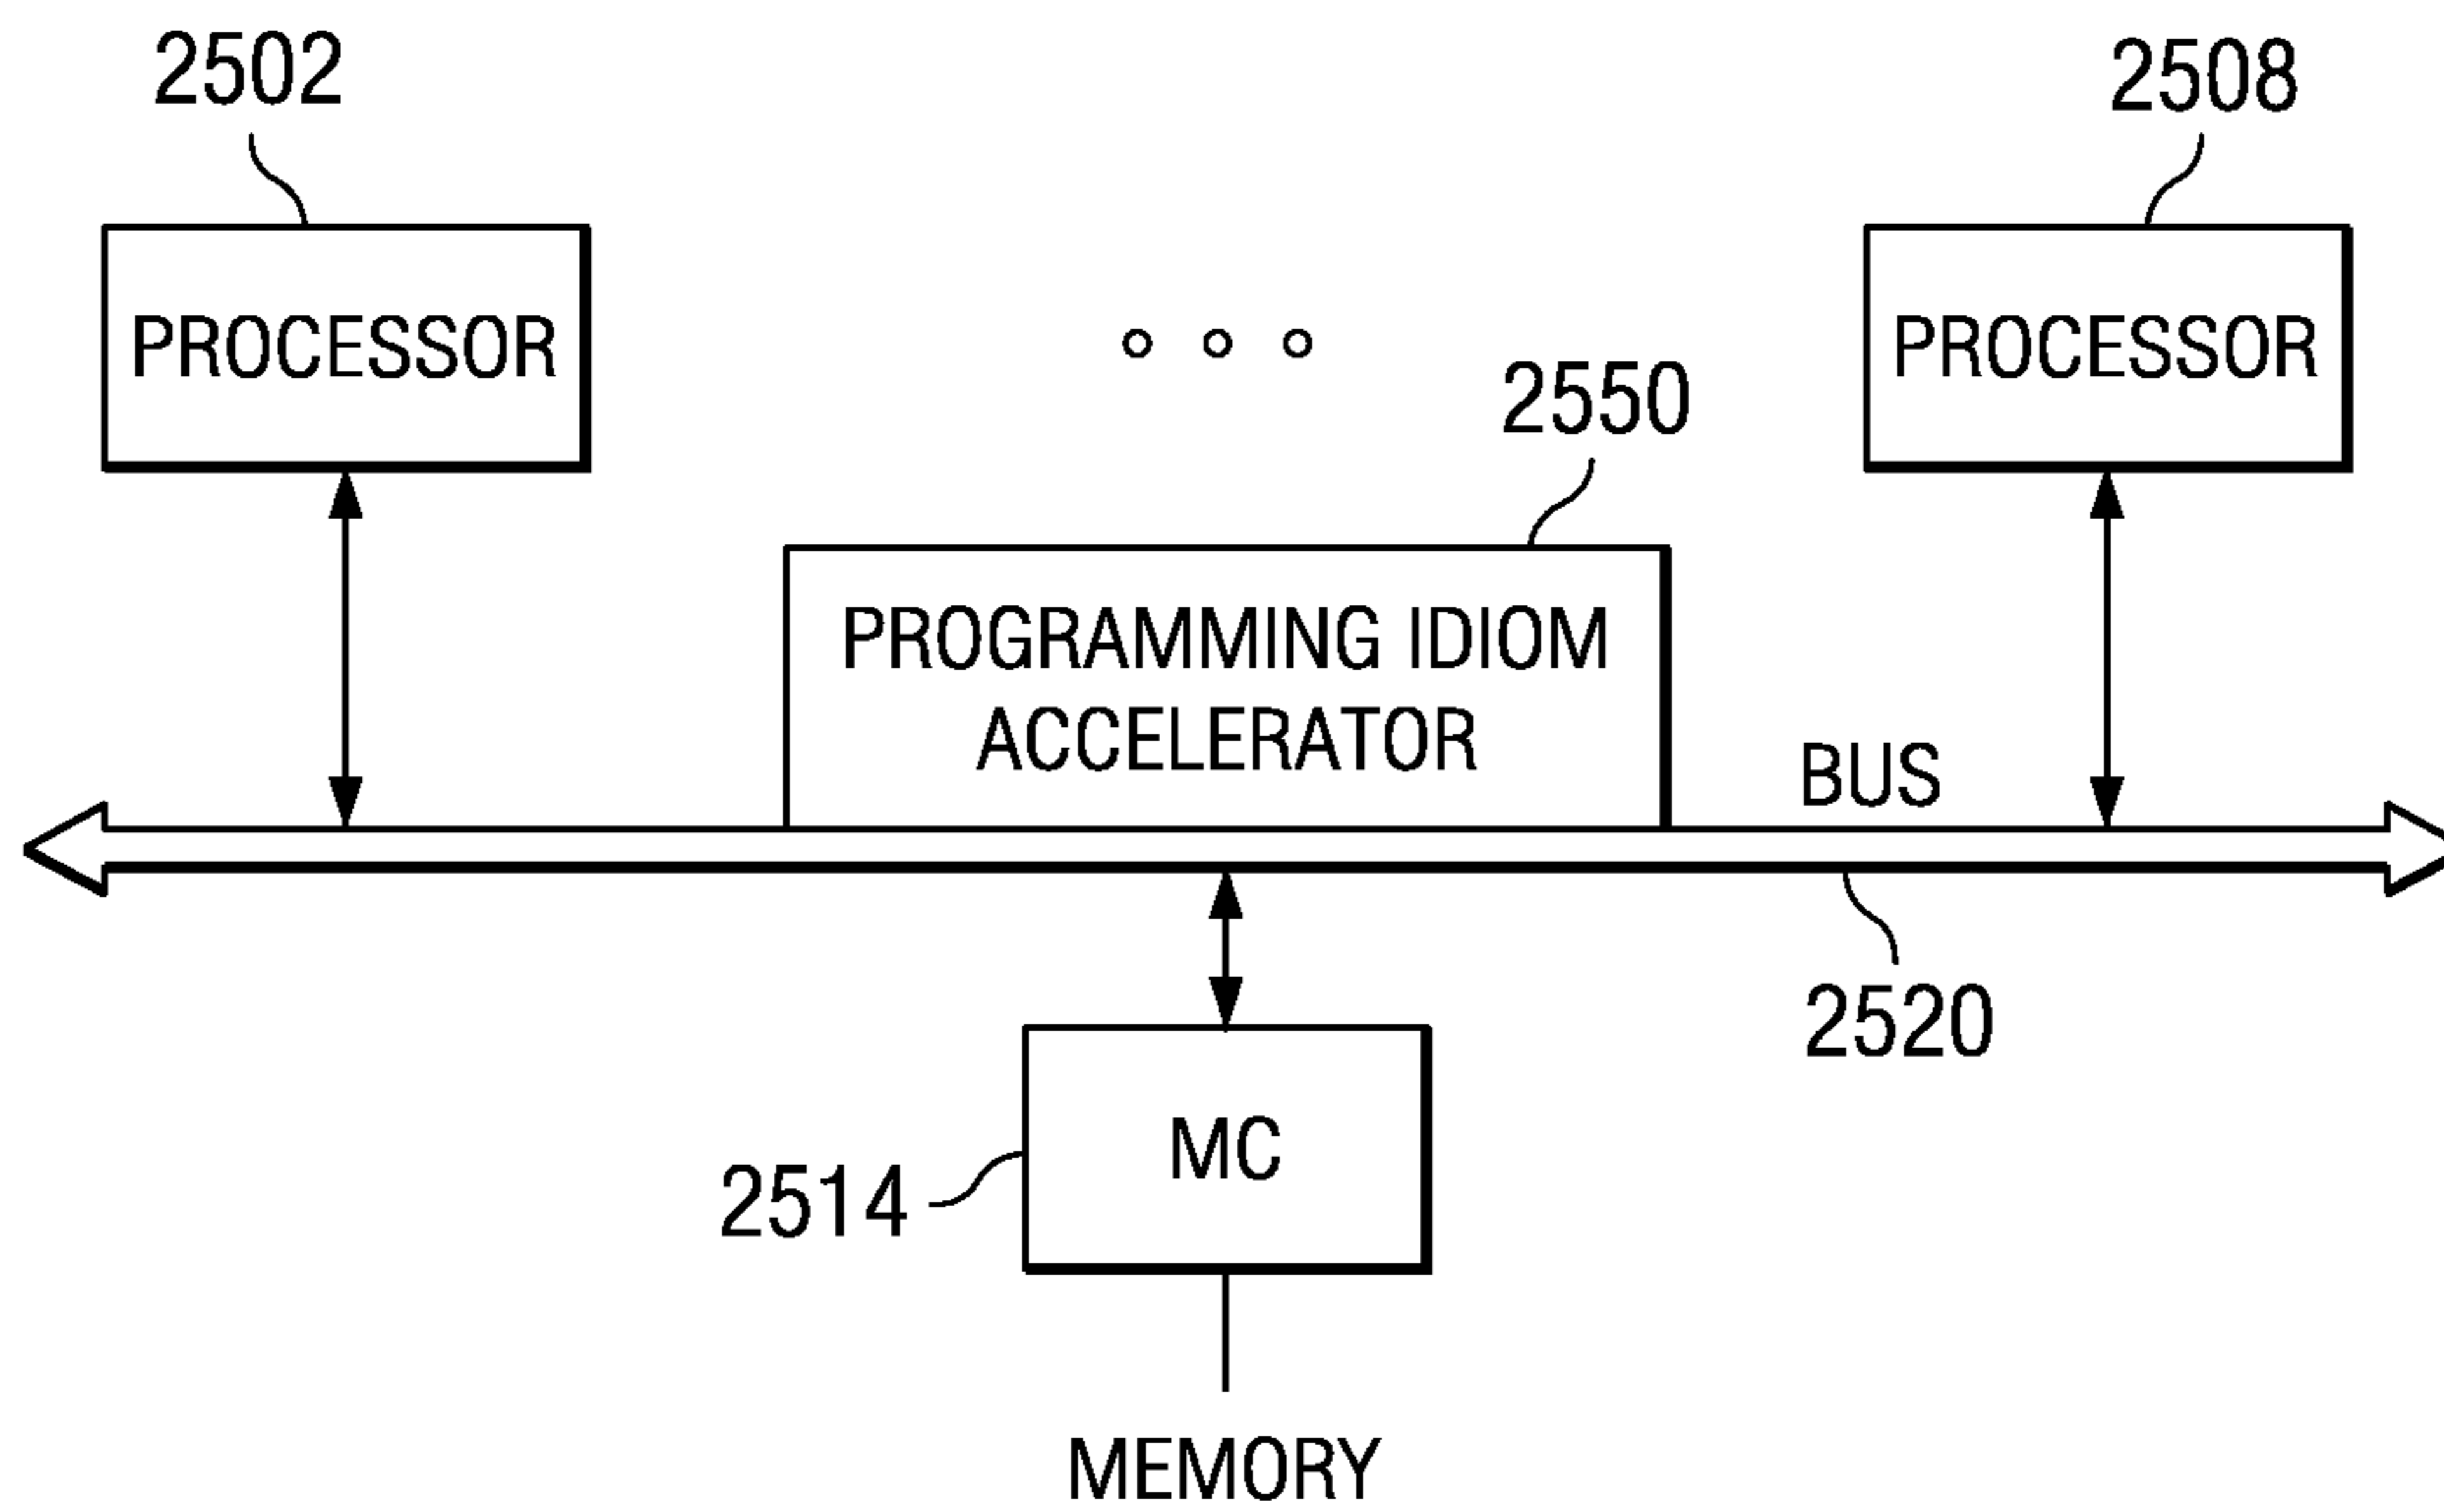 2502
2508
PROCESSOR
PROCESSOR
2550
PROGRAMMING IDIOM
ACCELERATOR
BUS
2520
MC
2514
MEMORY